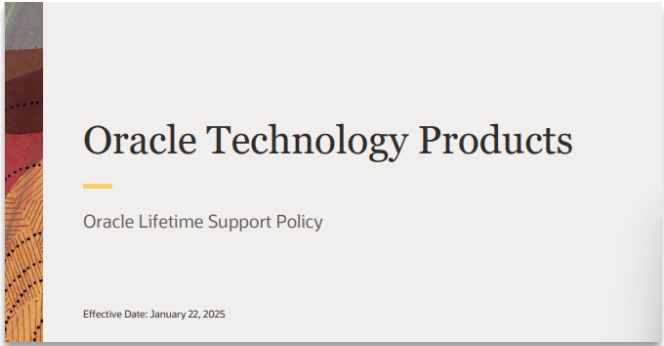 Oracle Technology Products
Oracle Lifetime Support Policy
Effective Date: January 22, 2025